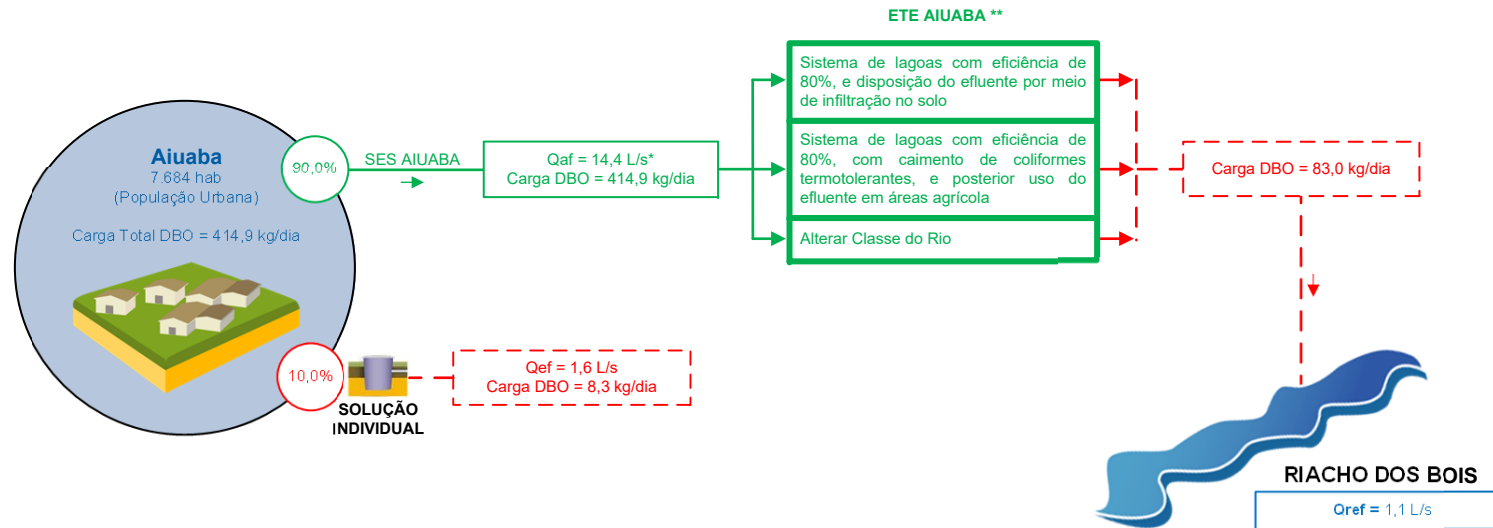 ETE AIUABA **
Sistema de lagoas com eficiência de
80%, e disposição do efluente por meio
de infiltração no solo
Aiuaba
7.684 hab
(População Urbana)
Carga Total DBO = 414,9 kg/dia
90,0%
SES AIUABA
Qaf = 14,4 L/s*
Carga DBO = 414,9 kg/dia
Sistema de lagoas com eficiência de
80%, com caimento de coliformes
termotolerantes, e posterior uso do
efluente em áreas agrícola
Alterar Classe do Rio
Carga DBO = 83,0 kg/dia
10,0%
SOLUÇÃO
INDIVIDUAL
Qef = 1,6 L/s
Carga DBO = 8,3 kg/dia
RIACHO DOS BOIS
Qref = 1,1 L/s